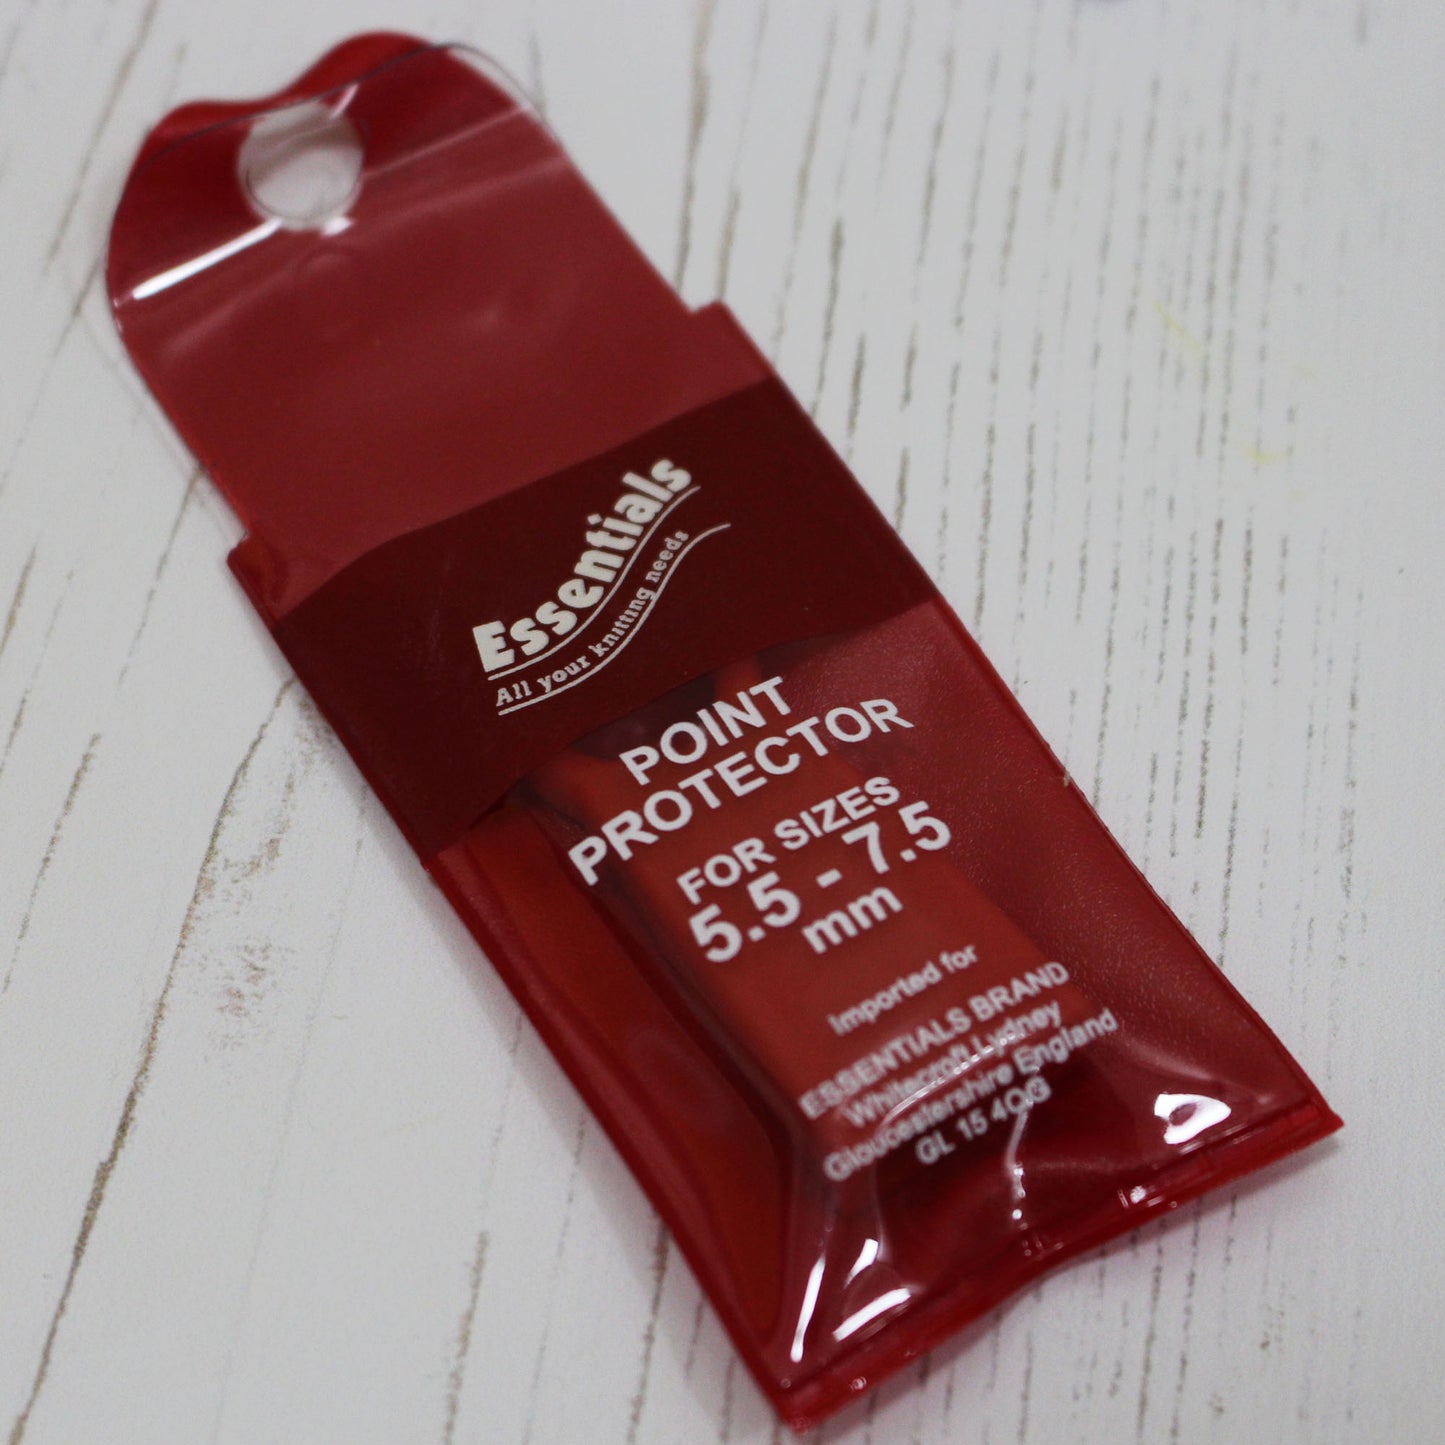 Essentials
All your knitting needs
POINT
PROTECTOR
FOR SIZES
5.5 - 7.5
mm
Imported for
ESSENTIALS BRAND
Whitecroft Lydney
Gloucestershire England
GL 15 4QG